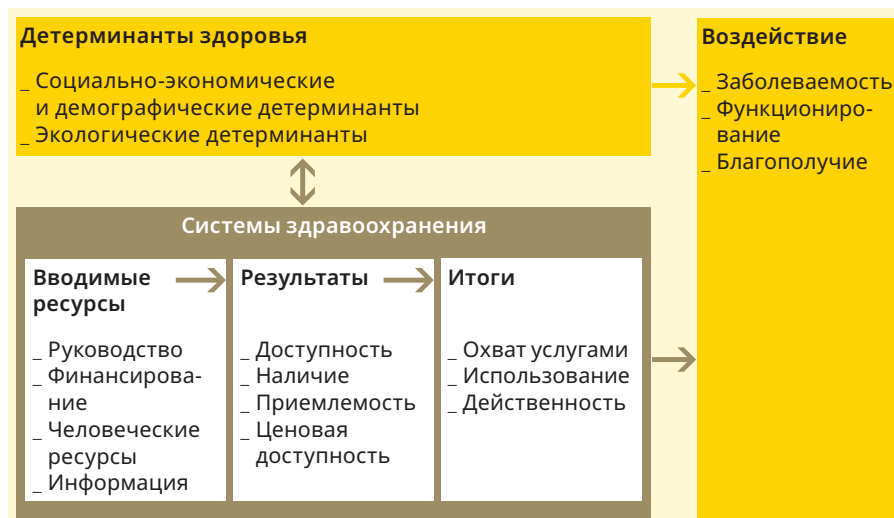 Детерминанты здоровья
_ Социально-экономические
и демографические детерминанты
_ Экологические детерминанты
Воздействие
_ Заболеваемость
_ Функциониро-
вание
_ Благополучие
Системы здравоохранения
Вводимые
ресурсы
_ Руководство
_ Финансирова-
ние
_ Человеческие
ресурсы
_ Информация
Результаты
_ Доступность
_ Наличие
_ Приемлемость
_ Ценовая
доступность
Итоги
_ Охват услугами
_ Использование
_ Действенность